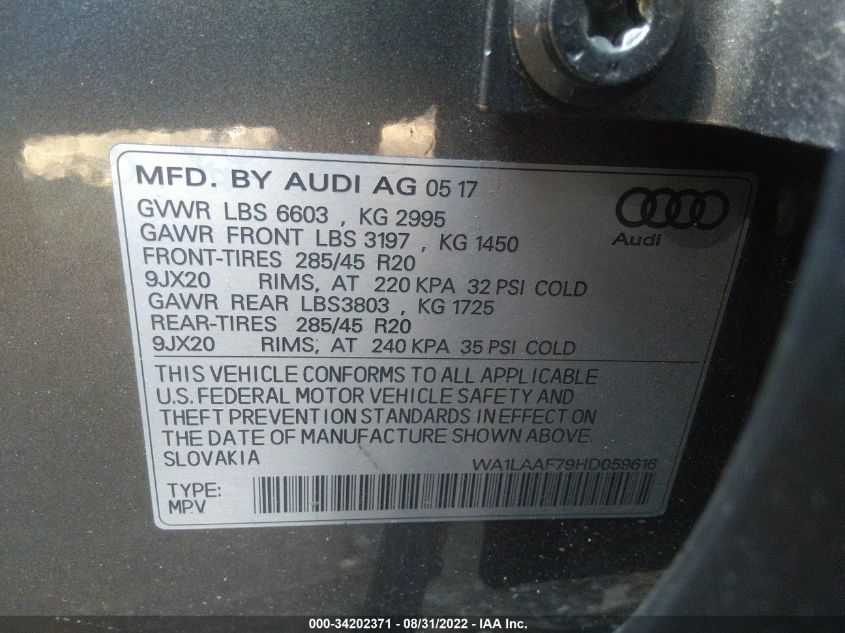 MFD. BY AUDI AG 05 17
GVWR LBS 6603 , KG 2995
GAWR FRONT LBS 3197 , KG 1450
FRONT-TIRES 285/45 R20
9JX20 RIMS, AT 220 KPA 32 PSI COLD
GAWR REAR LBS3803 , KG 1725
REAR-TIRES 285/45 R20
9JX20 RIMS, AT 240 KPA 35 PSI COLD
Audi
THIS VEHICLE CONFORMS TO ALL APPLICABLE
U.S. FEDERAL MOTOR VEHICLE SAFETY AND
THEFT PREVENTION STANDARDS IN EFFECT ON
THE DATE OF MANUFACTURE SHOWN ABOVE.
SLOVAKIA WA1LAAF79HD059616
TYPE:
MPV
000-34202371 - 08/31/2022 - IAA Inc.